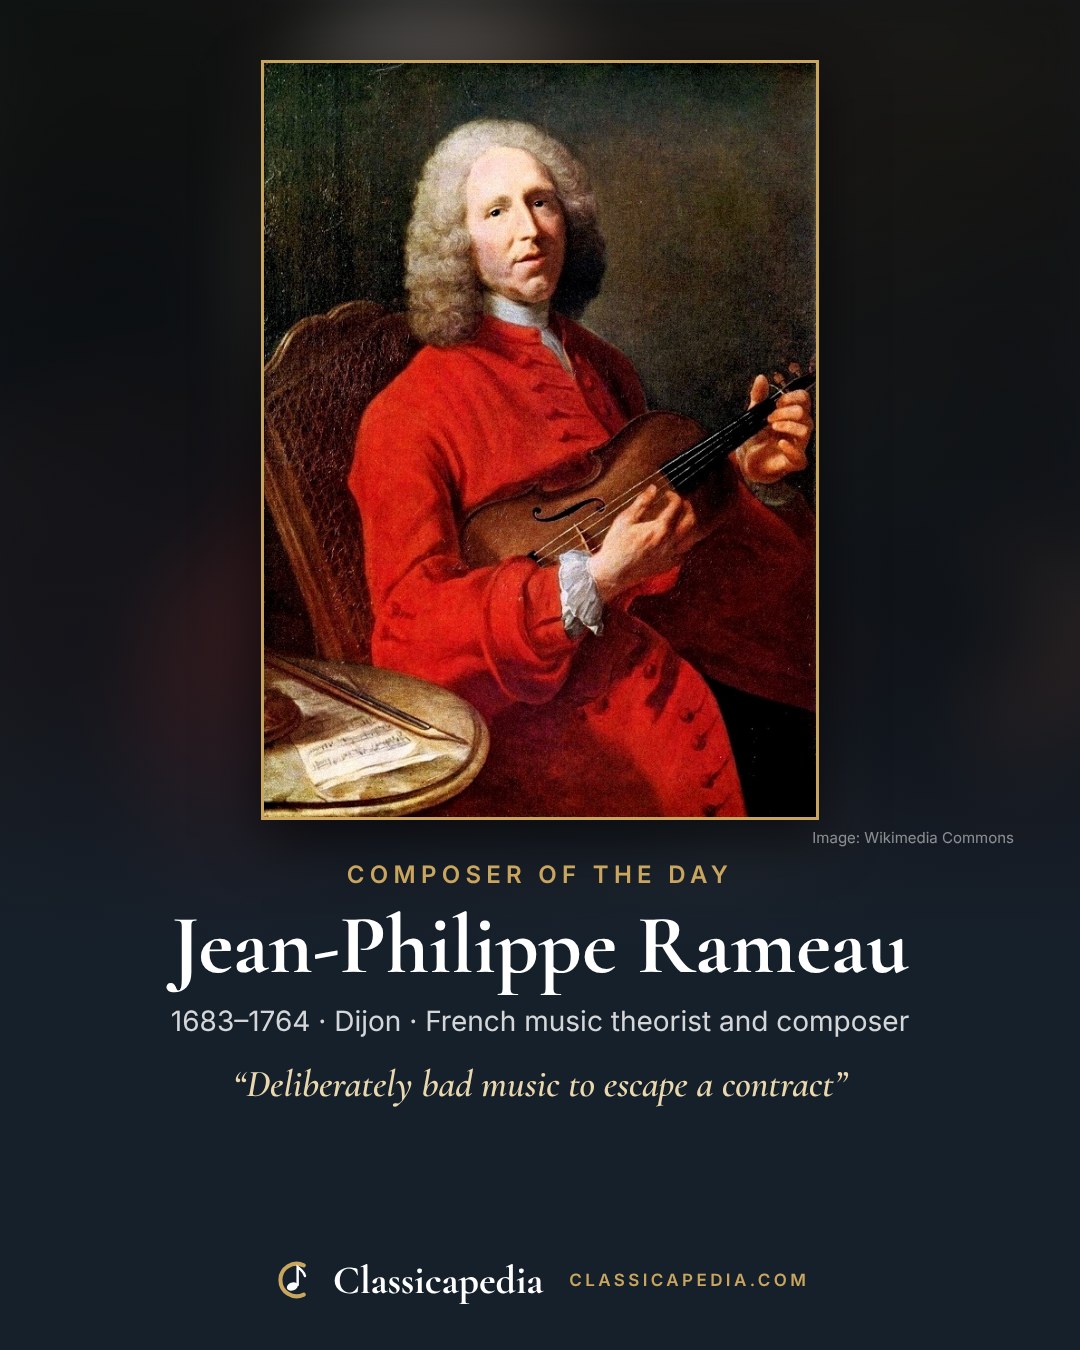 Image: Wikimedia Commons
COMPOSER OF THE DAY
Jean-Philippe Rameau
1683–1764 · Dijon · French music theorist and composer
“Deliberately bad music to escape a contract”
Classicapedia CLASSICAPEDIA.COM